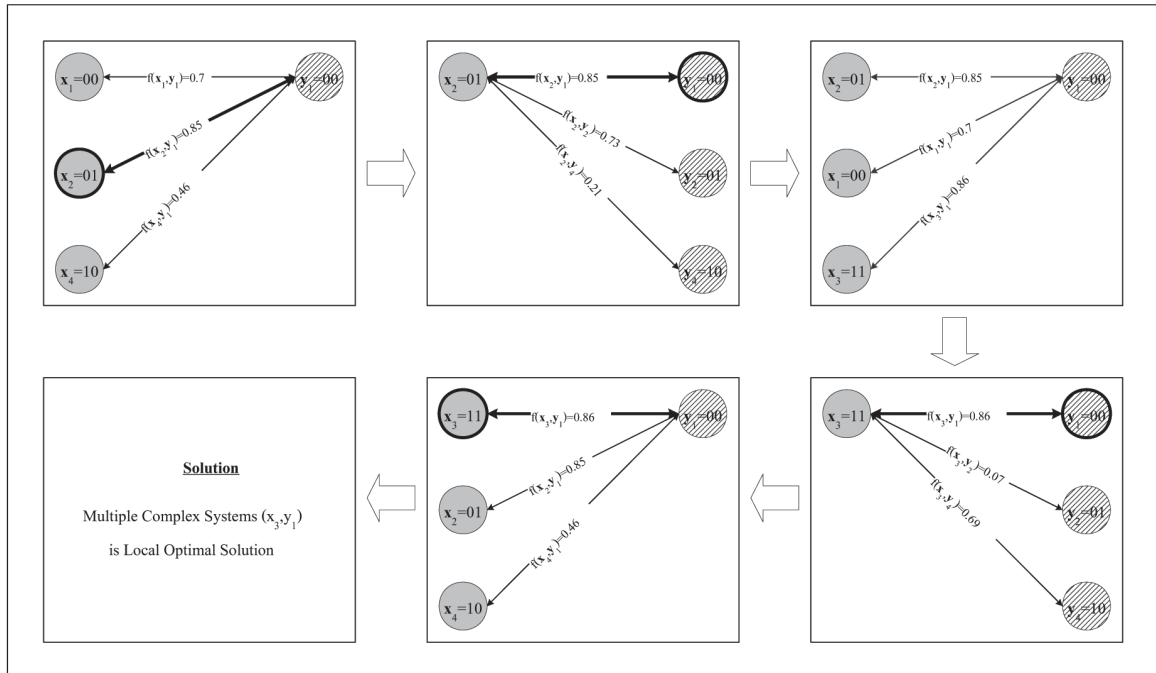 x₁=00
f(x₁,y₁)=0.7
y₁=00
f(x₂,y₁)=0.85
x₂=01
f(x₄,y₁)=0.46
x₄=10
x₂=01
f(x₂,y₁)=0.85
y₁=00
f(x₂,y₂)=0.73
f(x₂,y₄)=0.21
y₂=01
y₄=10
x₂=01
f(x₂,y₁)=0.85
y₁=00
f(x₁,y₁)=0.7
x₁=00
f(x₃,y₁)=0.86
x₃=11
x₃=11
f(x₃,y₁)=0.86
y₁=00
f(x₃,y₂)=0.07
f(x₃,y₄)=0.69
y₂=01
y₄=10
x₃=11
f(x₃,y₁)=0.86
y₁=00
f(x₂,y₁)=0.85
x₂=01
f(x₄,y₁)=0.46
x₄=10
Solution
Multiple Complex Systems (x₃,y₁)
is Local Optimal Solution